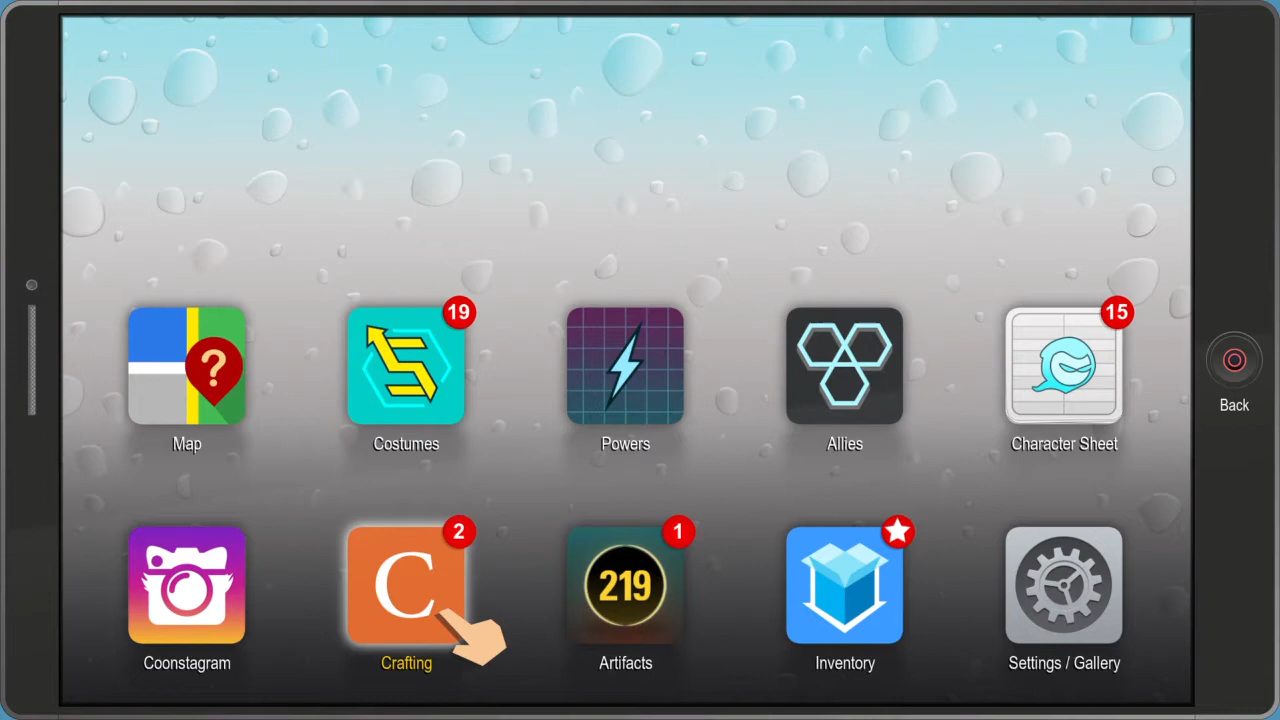 19
15
?
Map
Costumes
Powers
Allies
Character Sheet
Back
2
1
C
219
Coonstagram
Crafting
Artifacts
Inventory
Settings / Gallery